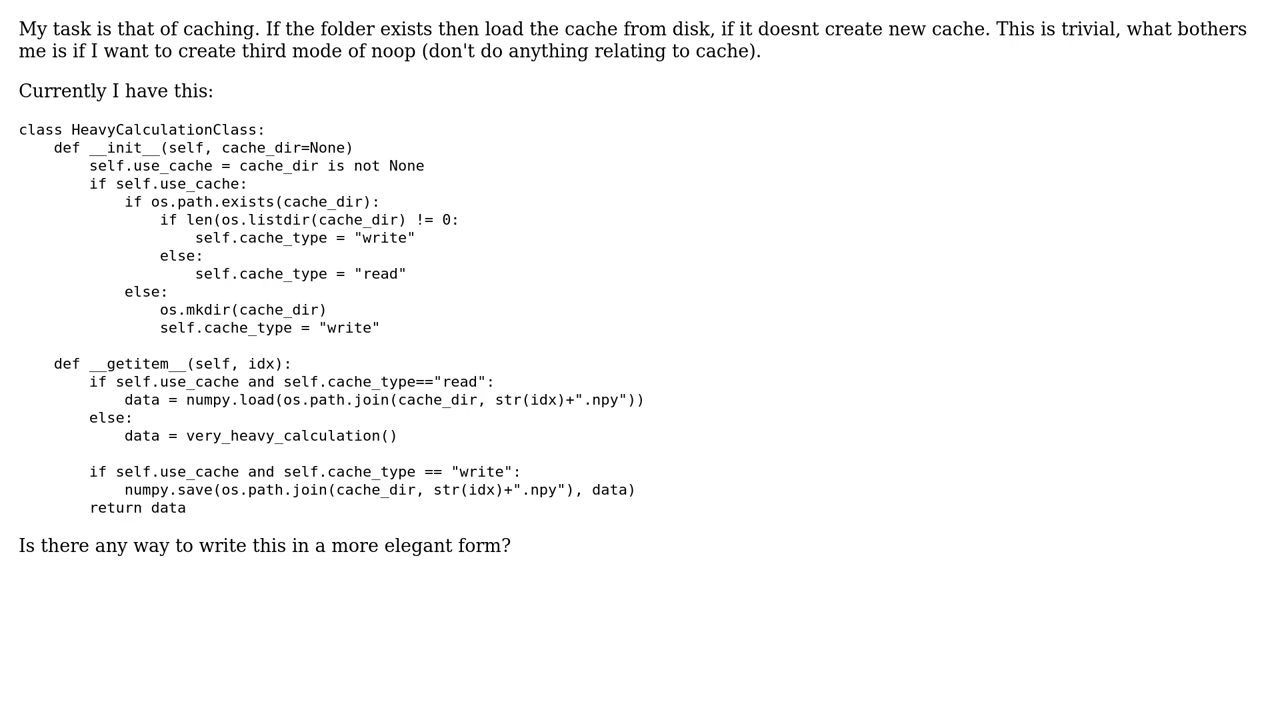 My task is that of caching. If the folder exists then load the cache from disk, if it doesnt create new cache. This is trivial, what bothers
me is if I want to create third mode of noop (don't do anything relating to cache).
Currently I have this:
class HeavyCalculationClass:
    def __init__(self, cache_dir=None)
        self.use_cache = cache_dir is not None
        if self.use_cache:
            if os.path.exists(cache_dir):
                if len(os.listdir(cache_dir) != 0:
                    self.cache_type = "write"
                else:
                    self.cache_type = "read"
            else:
                os.mkdir(cache_dir)
                self.cache_type = "write"
    def __getitem__(self, idx):
        if self.use_cache and self.cache_type=="read":
            data = numpy.load(os.path.join(cache_dir, str(idx)+".npy"))
        else:
            data = very_heavy_calculation()
        if self.use_cache and self.cache_type == "write":
            numpy.save(os.path.join(cache_dir, str(idx)+".npy"), data)
        return data
Is there any way to write this in a more elegant form?